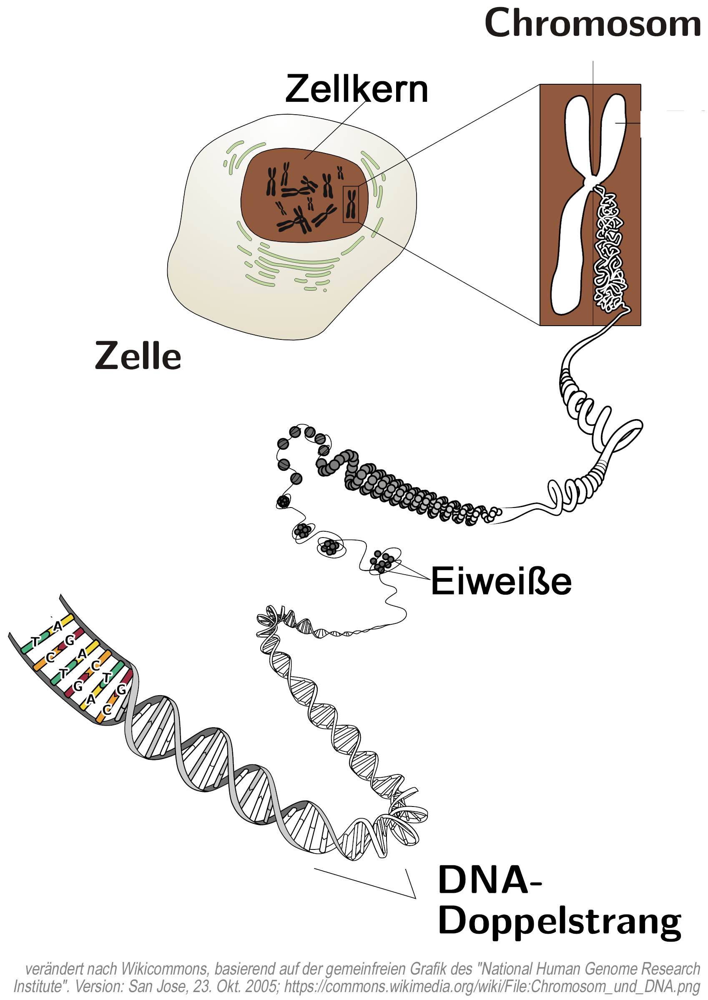 Chromosom
Zellkern
Zelle
Eiweiße
A
T
G
C
A
T
C
G
T
A
G
C
DNA-
Doppelstrang
verändert nach Wikicommons, basierend auf der gemeinfreien Grafik des "National Human Genome Research
Institute". Version: San Jose, 23. Okt. 2005; https://commons.wikimedia.org/wiki/File:Chromosom_und_DNA.png